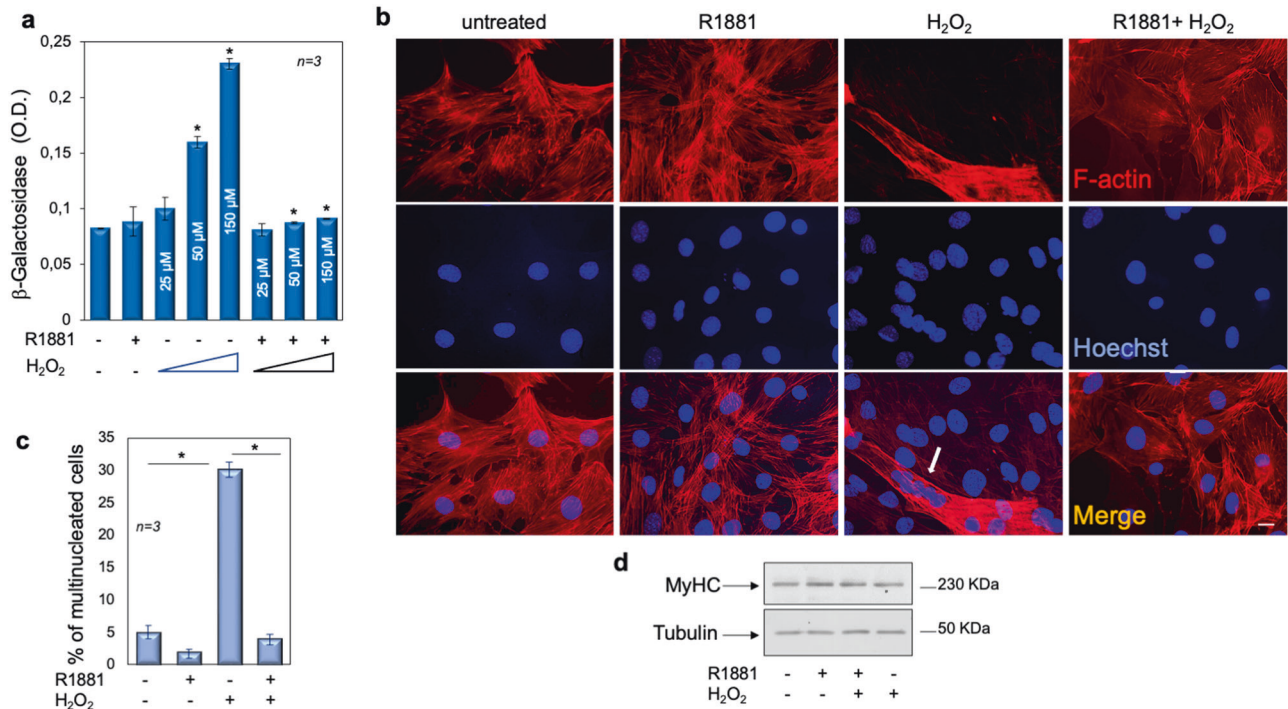 a
β-Galactosidase (O.D.)
0,25
0,2
0,15
0,1
0,05
0
n=3
*
*
*
*
25 µM
50 µM
150 µM
25 µM
50 µM
150 µM
R1881 - + - - - + + +
H₂O₂ - -
b
untreated R1881 H₂O₂ R1881+ H₂O₂
F-actin
Hoechst
Merge
c
% of multinucleated cells
35
30
25
20
15
10
5
0
* *
n=3
R1881 - + - +
H₂O₂ - - + +
d
MyHC 230 KDa
Tubulin 50 KDa
R1881 - + + -
H₂O₂ - - + +